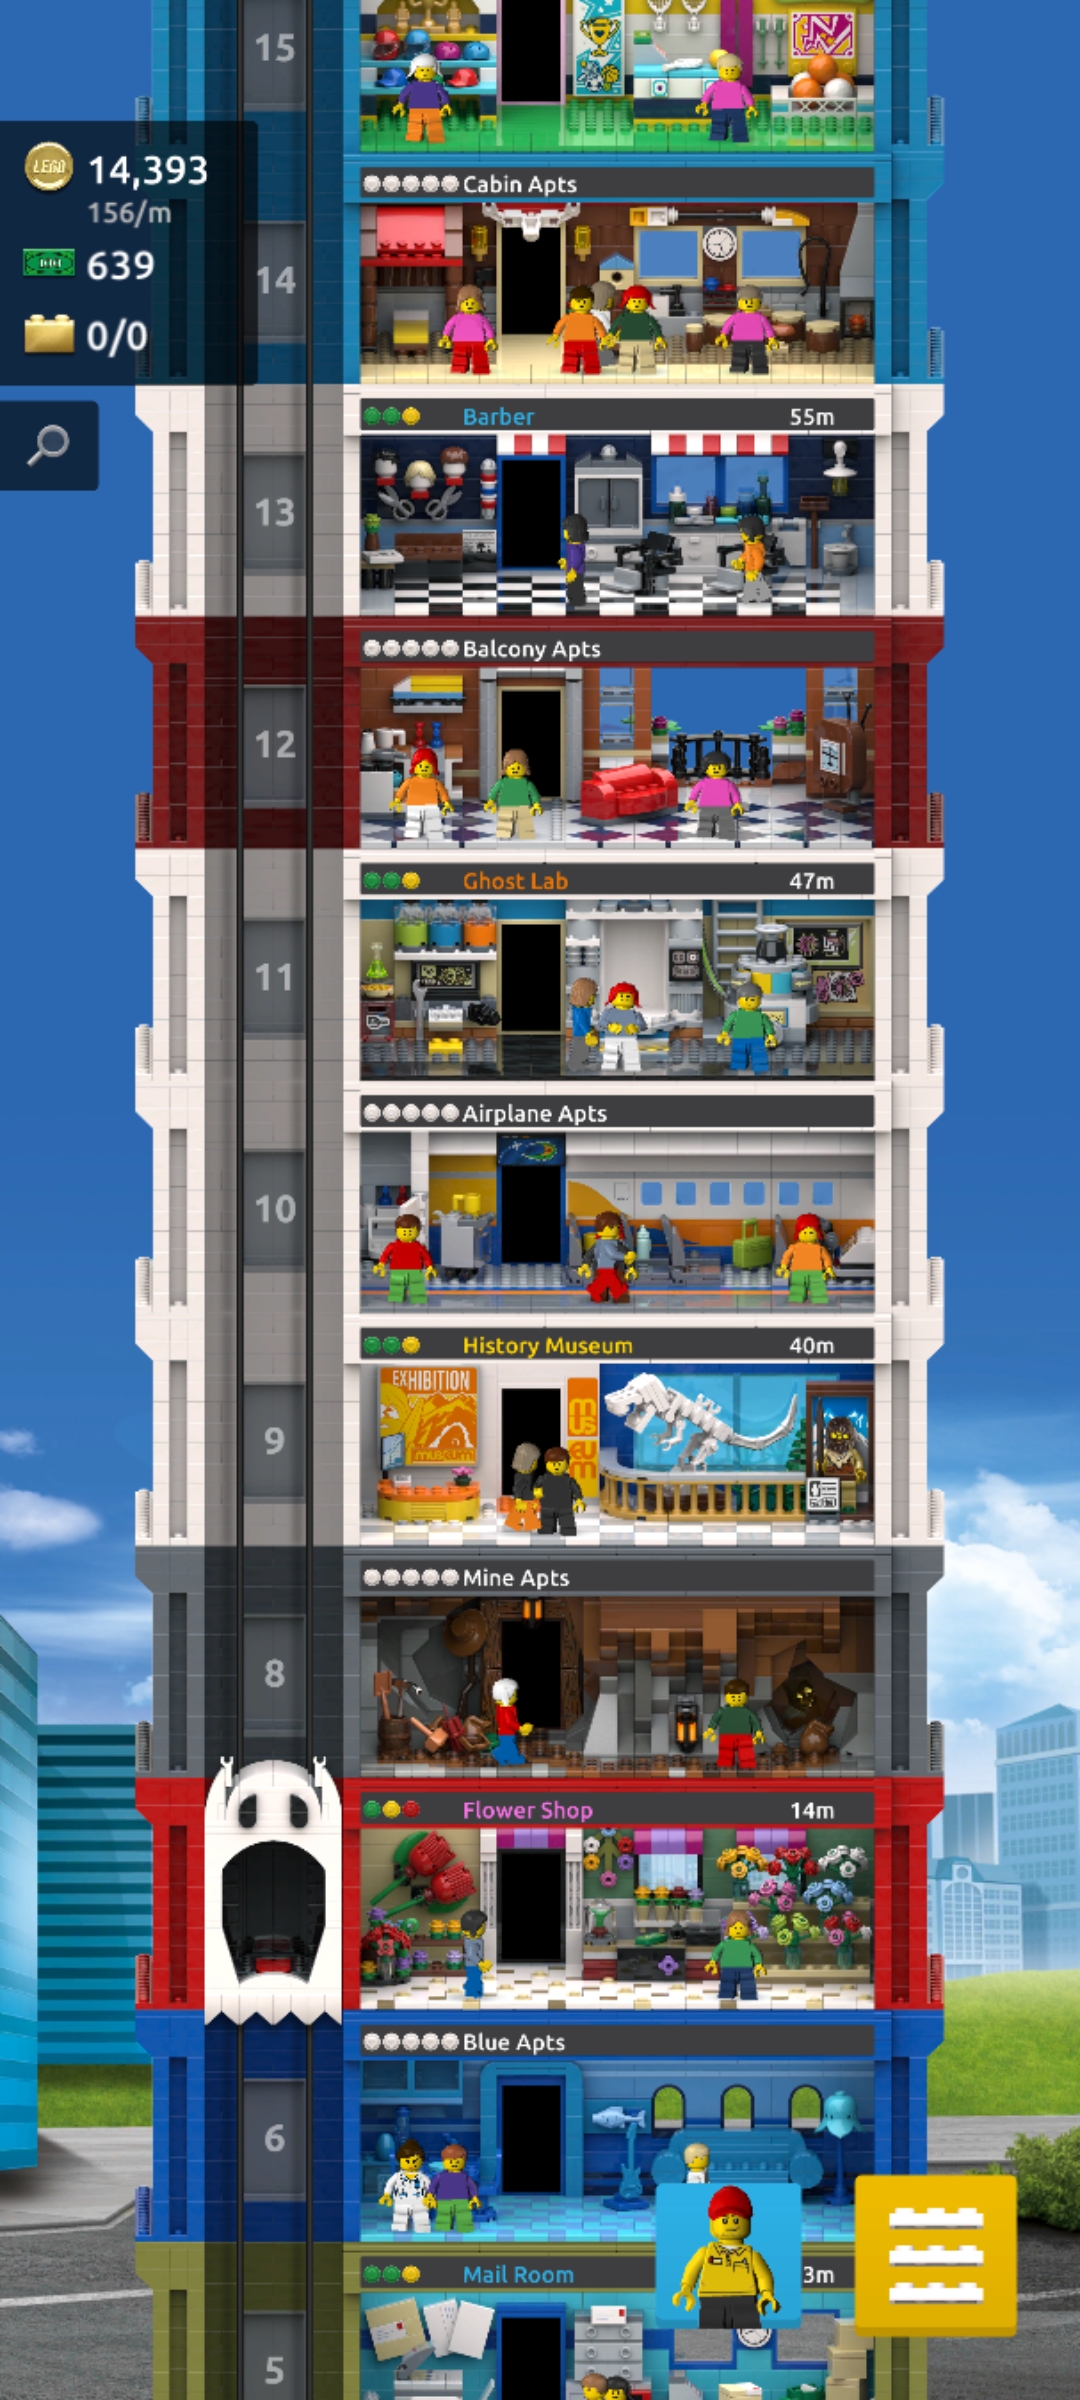 15
LEGO
14,393
156/m
639
0/0
Cabin Apts
14
Barber
55m
13
Balcony Apts
12
Ghost Lab
47m
11
Airplane Apts
10
History Museum
40m
EXHIBITION
museum
9
Mine Apts
8
Flower Shop
14m
Blue Apts
6
Mail Room
3m
5